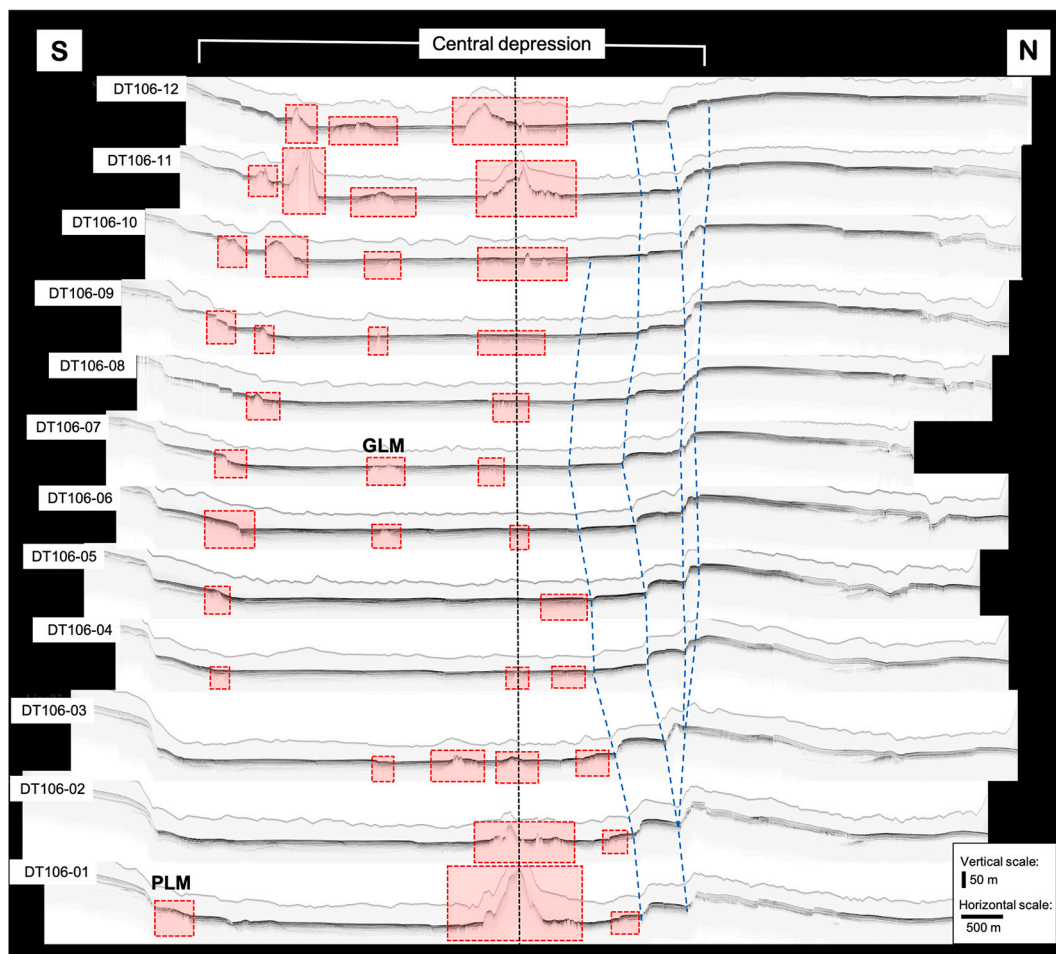 Central depression
S
N
DT106-12
DT106-11
DT106-10
DT106-09
DT106-08
DT106-07
GLM
DT106-06
DT106-05
DT106-04
DT106-03
DT106-02
DT106-01
PLM
Vertical scale:
50 m
Horizontal scale:
500 m